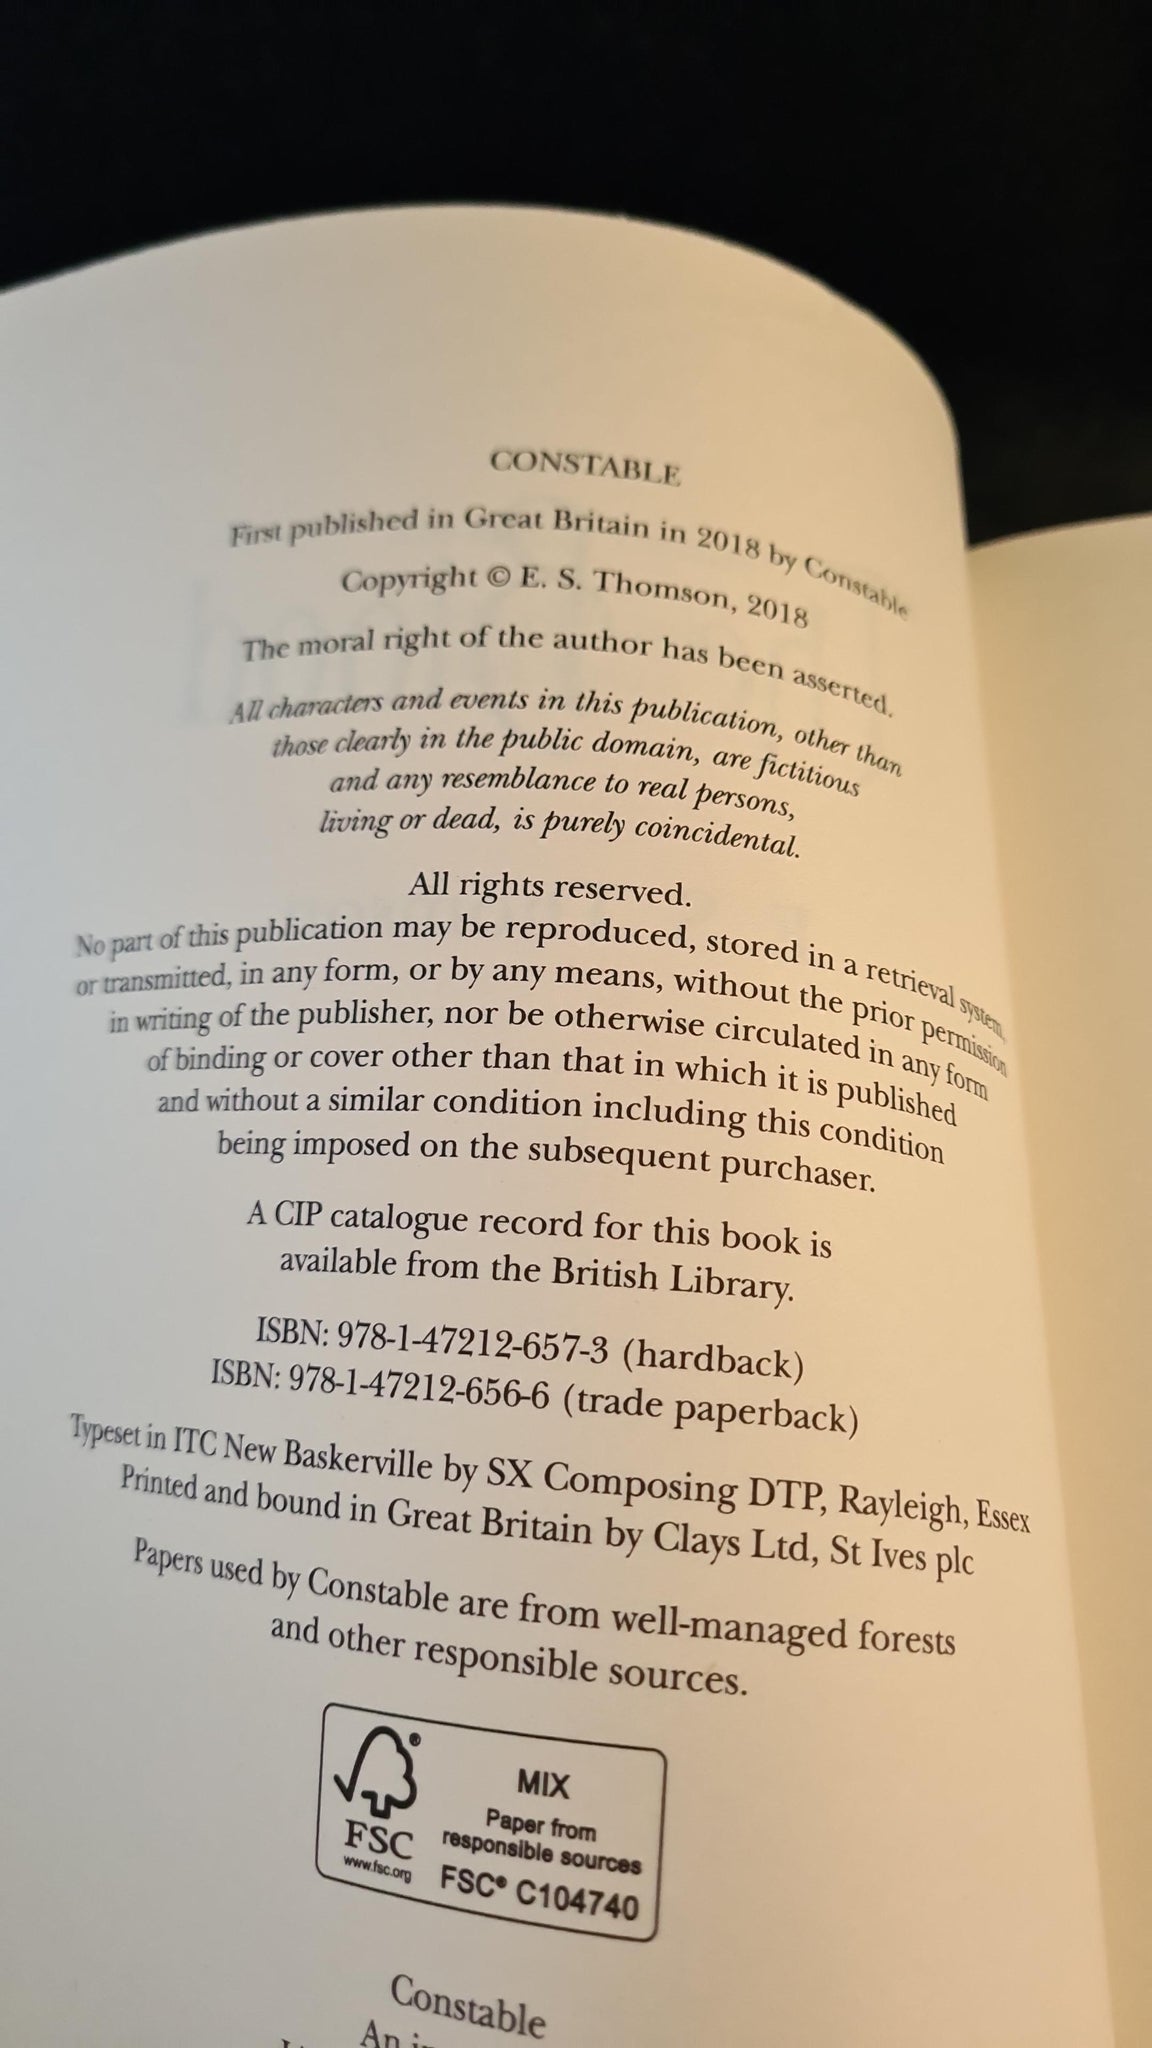 CONSTABLE
First published in Great Britain in 2018 by Constable
Copyright © E. S. Thomson, 2018
The moral right of the author has been asserted.
All characters and events in this publication, other than
those clearly in the public domain, are fictitious
and any resemblance to real persons,
living or dead, is purely coincidental.
All rights reserved.
No part of this publication may be reproduced, stored in a retrieval system,
or transmitted, in any form, or by any means, without the prior permission
in writing of the publisher, nor be otherwise circulated in any form
of binding or cover other than that in which it is published
and without a similar condition including this condition
being imposed on the subsequent purchaser.
A CIP catalogue record for this book is
available from the British Library.
ISBN: 978-1-47212-657-3 (hardback)
ISBN: 978-1-47212-656-6 (trade paperback)
Typeset in ITC New Baskerville by SX Composing DTP, Rayleigh, Essex
Printed and bound in Great Britain by Clays Ltd, St Ives plc
Papers used by Constable are from well-managed forests
and other responsible sources.
®
FSC
www.fsc.org
MIX
Paper from
responsible sources
FSC® C104740
Constable
An